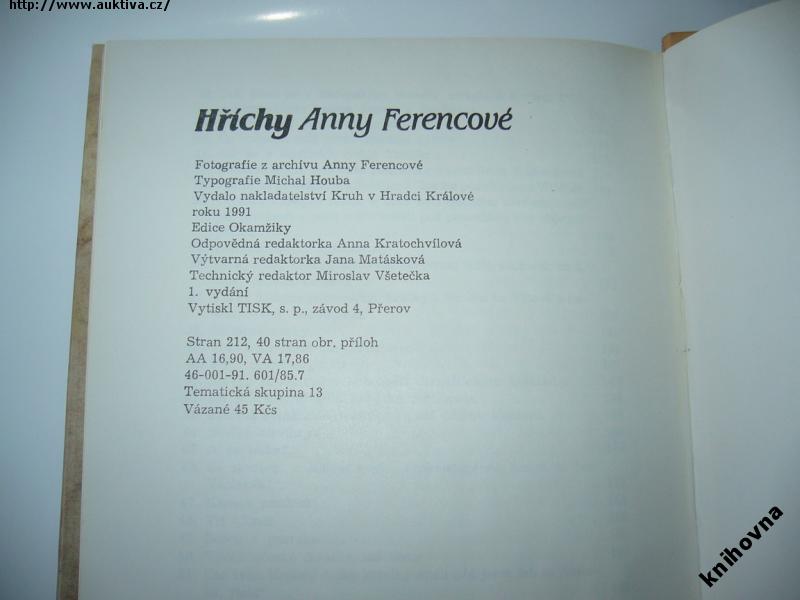 http://www.auktiva.cz/
Hříchy Anny Ferencové
Fotografie z archívu Anny Ferencové
Typografie Michal Houba
Vydalo nakladatelství Kruh v Hradci Králové
roku 1991
Edice Okamžiky
Odpovědná redaktorka Anna Kratochvílová
Výtvarná redaktorka Jana Matásková
Technický redaktor Miroslav Všetečka
1. vydání
Vytiskl TISK, s. p., závod 4, Přerov
Stran 212, 40 stran obr. příloh
AA 16,90, VA 17,86
46-001-91. 601/85.7
Tematická skupina 13
Vázané 45 Kčs
knihovna